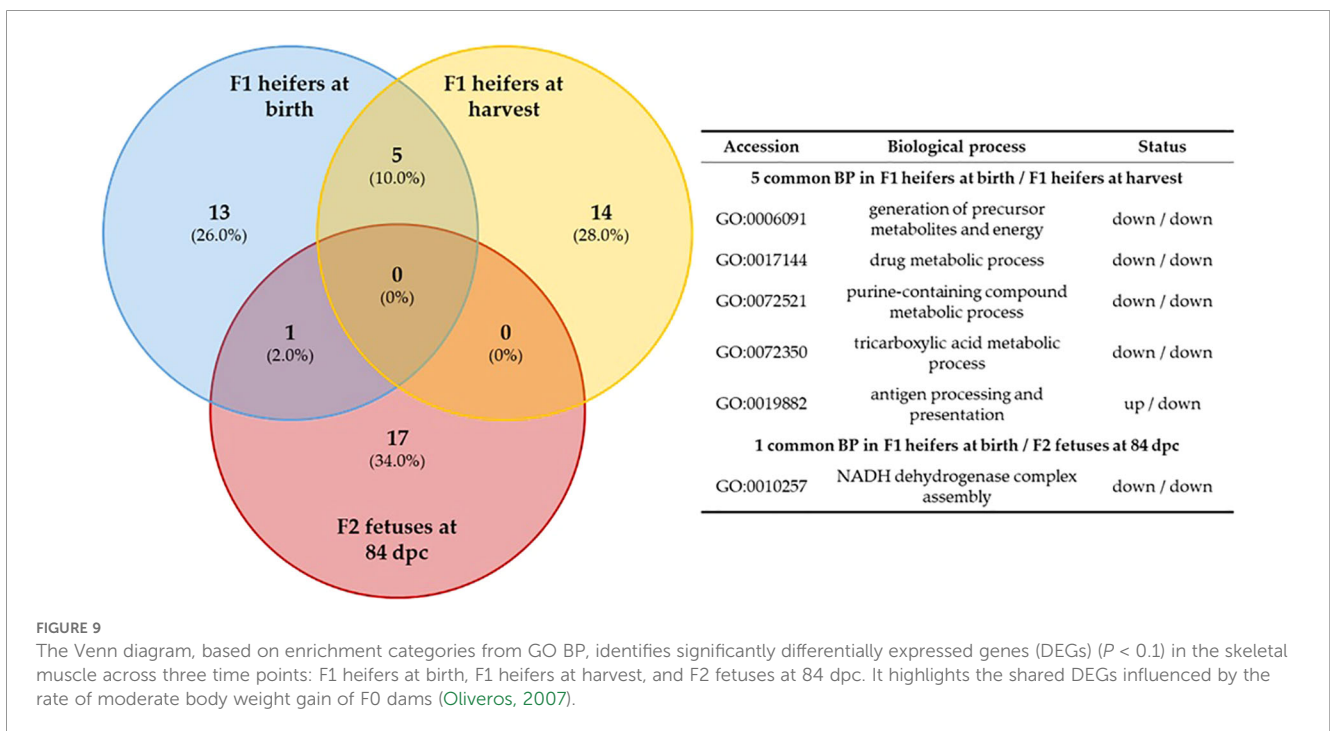 F1 heifers at
birth
F1 heifers at
harvest
5
(10.0%)
13
(26.0%)
14
(28.0%)
0
(0%)
1
(2.0%)
0
(0%)
17
(34.0%)
F2 fetuses at
84 dpc
Accession Biological process Status
5 common BP in F1 heifers at birth / F1 heifers at harvest
GO:0006091 generation of precursor metabolites and energy down / down
GO:0017144 drug metabolic process down / down
GO:0072521 purine-containing compound metabolic process down / down
GO:0072350 tricarboxylic acid metabolic process down / down
GO:0019882 antigen processing and presentation up / down
1 common BP in F1 heifers at birth / F2 fetuses at 84 dpc
GO:0010257 NADH dehydrogenase complex assembly down / down
FIGURE 9
The Venn diagram, based on enrichment categories from GO BP, identifies significantly differentially expressed genes (DEGs) (P < 0.1) in the skeletal
muscle across three time points: F1 heifers at birth, F1 heifers at harvest, and F2 fetuses at 84 dpc. It highlights the shared DEGs influenced by the
rate of moderate body weight gain of F0 dams (Oliveros, 2007).